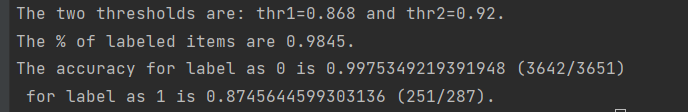 The two thresholds are: thr1=0.868 and thr2=0.92.
The % of labeled items are 0.9845.
The accuracy for label as 0 is 0.9975349219391948 (3642/3651)
for label as 1 is 0.8745644599303136 (251/287).